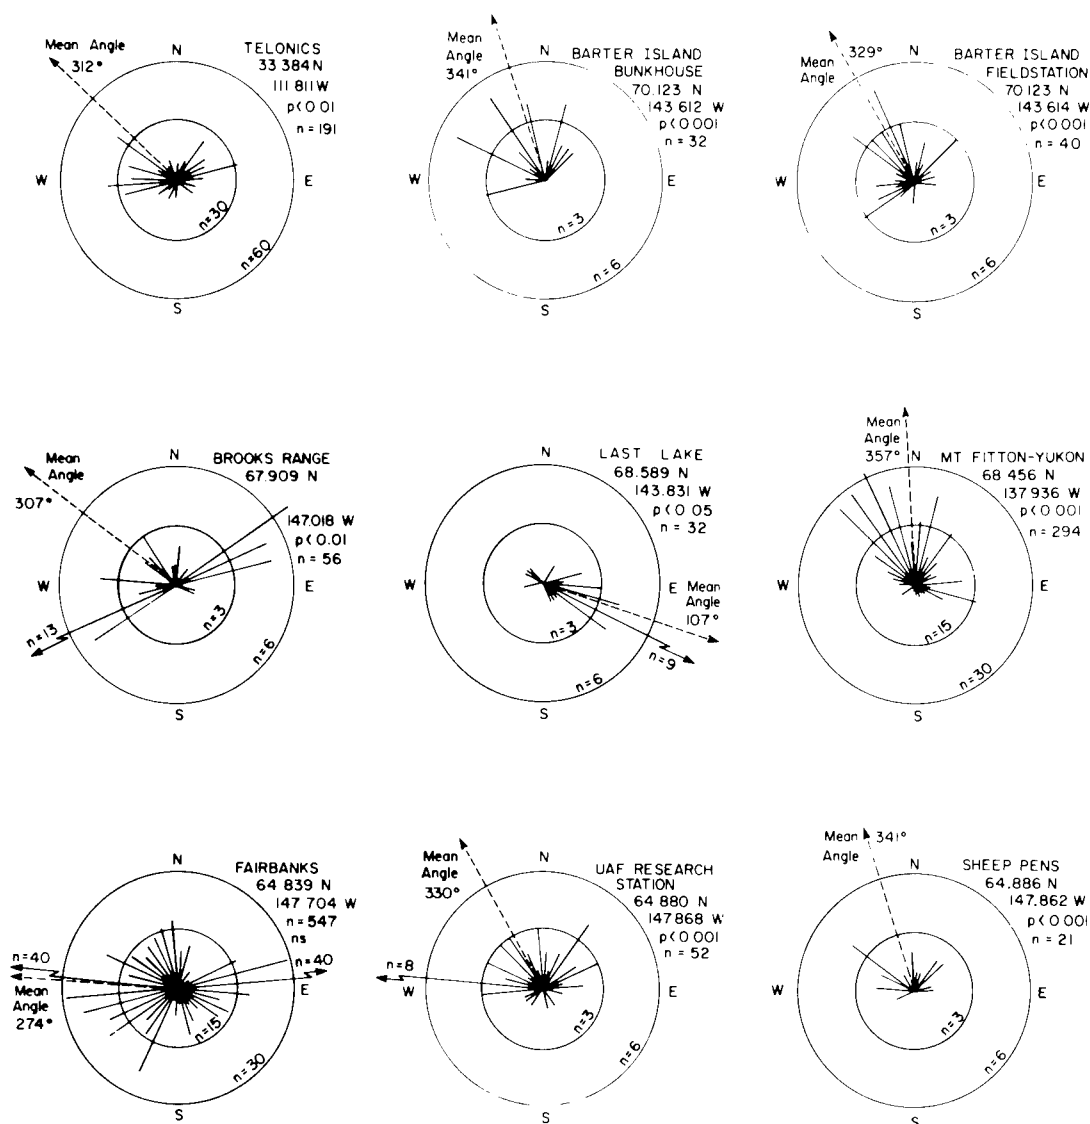 Mean Angle
312°
N
TELONICS
33 384 N
111 811 W
p<0 01
n = 191
W
E
n=30
n=60
S
Mean
Angle
341°
N
BARTER ISLAND
BUNKHOUSE
70.123 N
143.612 W
p<0 001
n = 32
W
E
n=3
n=6
S
329°
Mean
Angle
N
BARTER ISLAND
FIELDSTATION
70 123 N
143.614 W
p<0 001
n = 40
W
E
n=3
n=6
S
Mean
Angle
307°
N
BROOKS RANGE
67.909 N
147.018 W
p<0.01
n = 56
W
E
n=13
n=3
n=6
S
N
LAST LAKE
68.589 N
143.831 W
p<0 05
n = 32
W
E
Mean
Angle
107°
n=3
n=9
n=6
S
Mean
Angle
357°
N
MT FITTON-YUKON
68 456 N
137 936 W
p<0 001
n = 294
W
E
n=15
n=30
S
N
FAIRBANKS
64 839 N
147 704 W
n=547
ns
n=40
n=40
W
E
Mean
Angle
274°
n=15
n=30
S
Mean
Angle
330°
N
UAF RESEARCH
STATION
64 880 N
147 868 W
p<0 001
n = 52
n=8
W
E
n=3
n=6
S
341°
Mean
Angle
N
SHEEP PENS
64.886 N
147.862 W
p<0 001
n = 21
W
E
n=3
n=6
S